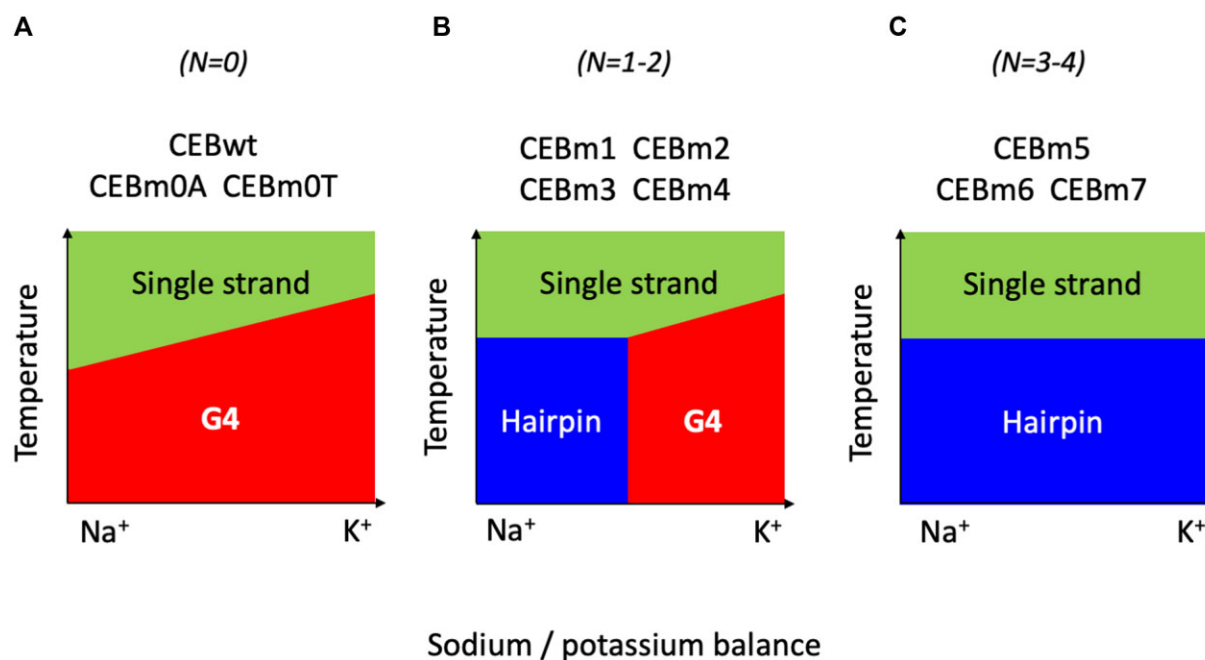 A
(N=0)
CEBwt
CEBm0A CEBm0T
Temperature
Single strand
G4
Na⁺
K⁺
B
(N=1-2)
CEBm1 CEBm2
CEBm3 CEBm4
Temperature
Single strand
Hairpin
G4
Na⁺
K⁺
C
(N=3-4)
CEBm5
CEBm6 CEBm7
Temperature
Single strand
Hairpin
Na⁺
K⁺
Sodium / potassium balance